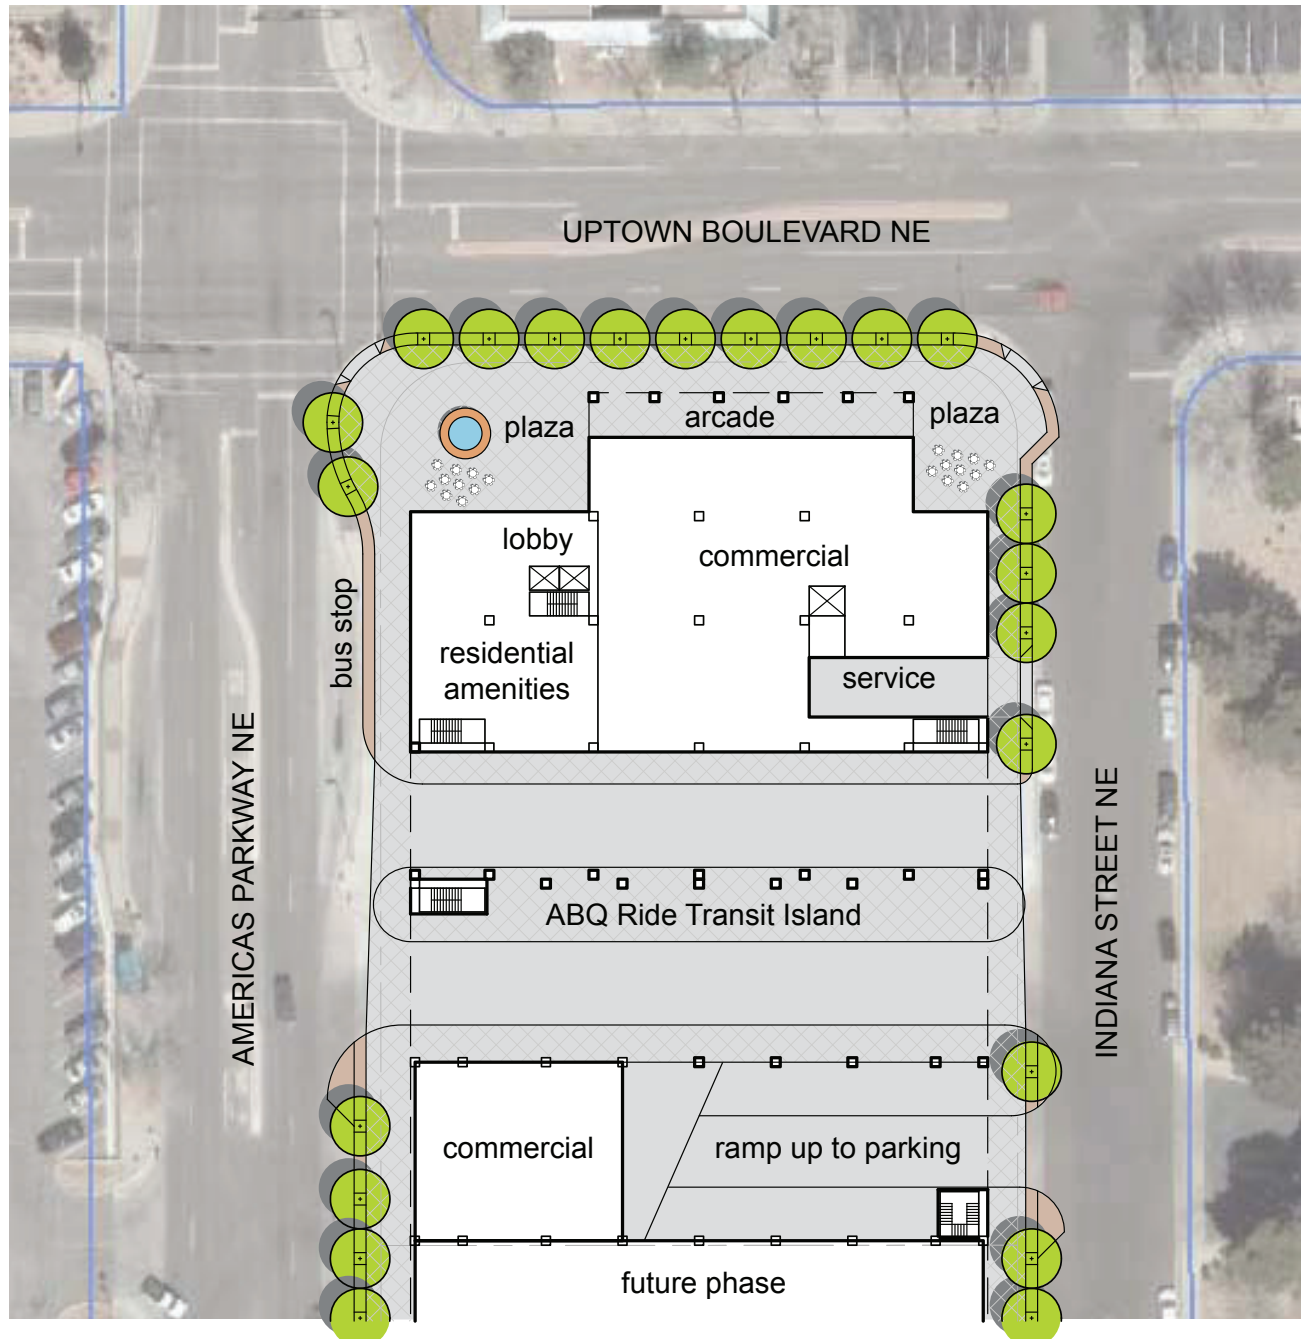 UPTOWN BOULEVARD NE
plaza
arcade
plaza
lobby
commercial
bus stop
residential
amenities
service
AMERICAS PARKWAY NE
INDIANA STREET NE
ABQ Ride Transit Island
commercial
ramp up to parking
future phase